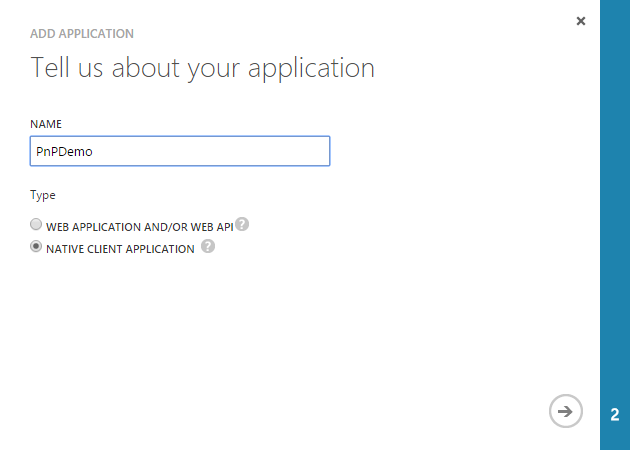 ADD APPLICATION
Tell us about your application
NAME
PnPDemo
Type
WEB APPLICATION AND/OR WEB API ?
NATIVE CLIENT APPLICATION ?
2